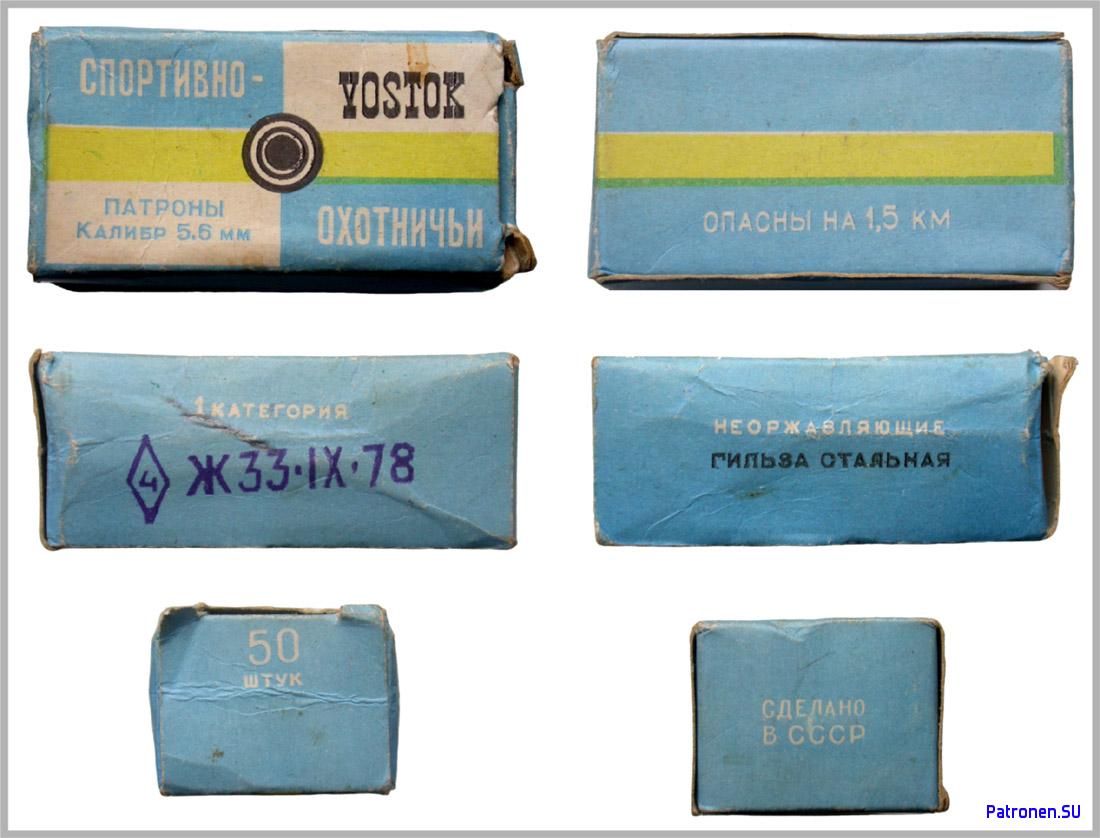 СПОРТИВНО-
VOSTOK
ПАТРОНЫ
КАЛИБР 5.6 ММ
ОХОТНИЧЬИ
ОПАСНЫ НА 1,5 КМ
1 КАТЕГОРИЯ
4 Ж33·IX·78
НЕОРЖАВЛЯЮЩИЕ
ГИЛЬЗА СТАЛЬНАЯ
50
ШТУК
СДЕЛАНО
В СССР
Patronen.SU